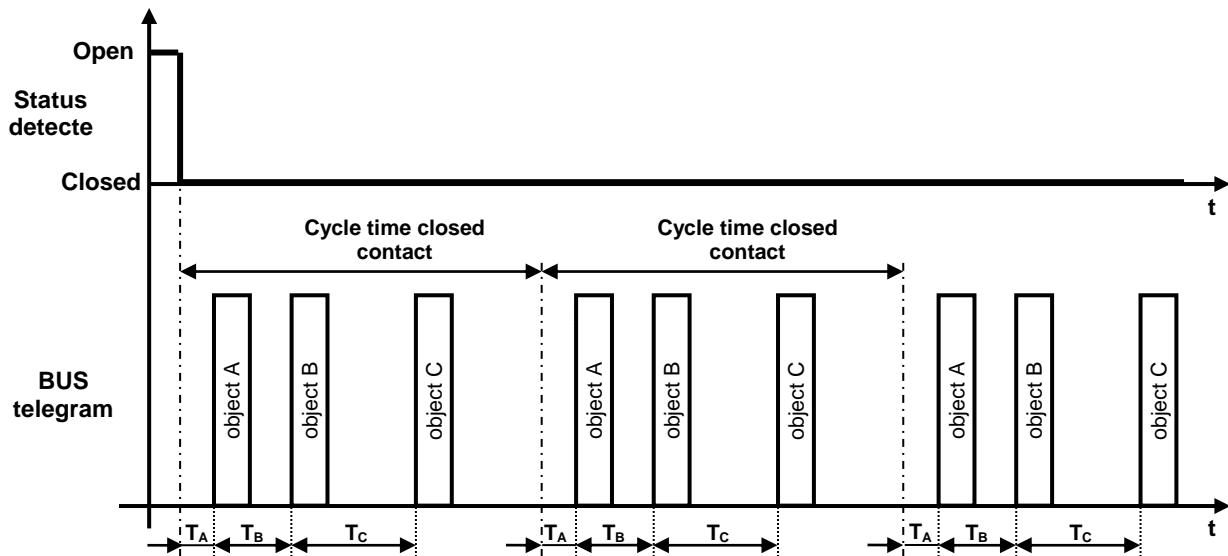 Open
Status
detecte
Closed
t
Cycle time closed
contact
Cycle time closed
contact
BUS
telegram
object A
object B
object C
object A
object B
object C
object A
object B
object C
t
TA TB TC TA TB TC TA TB TC